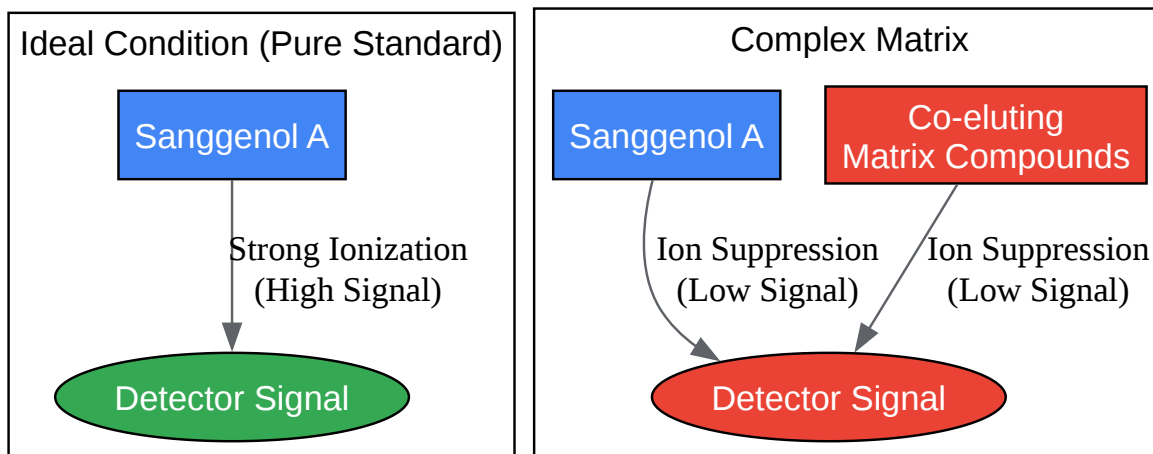 Ideal Condition (Pure Standard)
Sanggenol A
Strong Ionization
(High Signal)
Detector Signal
Complex Matrix
Sanggenol A
Co-eluting
Matrix Compounds
Ion Suppression
(Low Signal)
Ion Suppression
(Low Signal)
Detector Signal